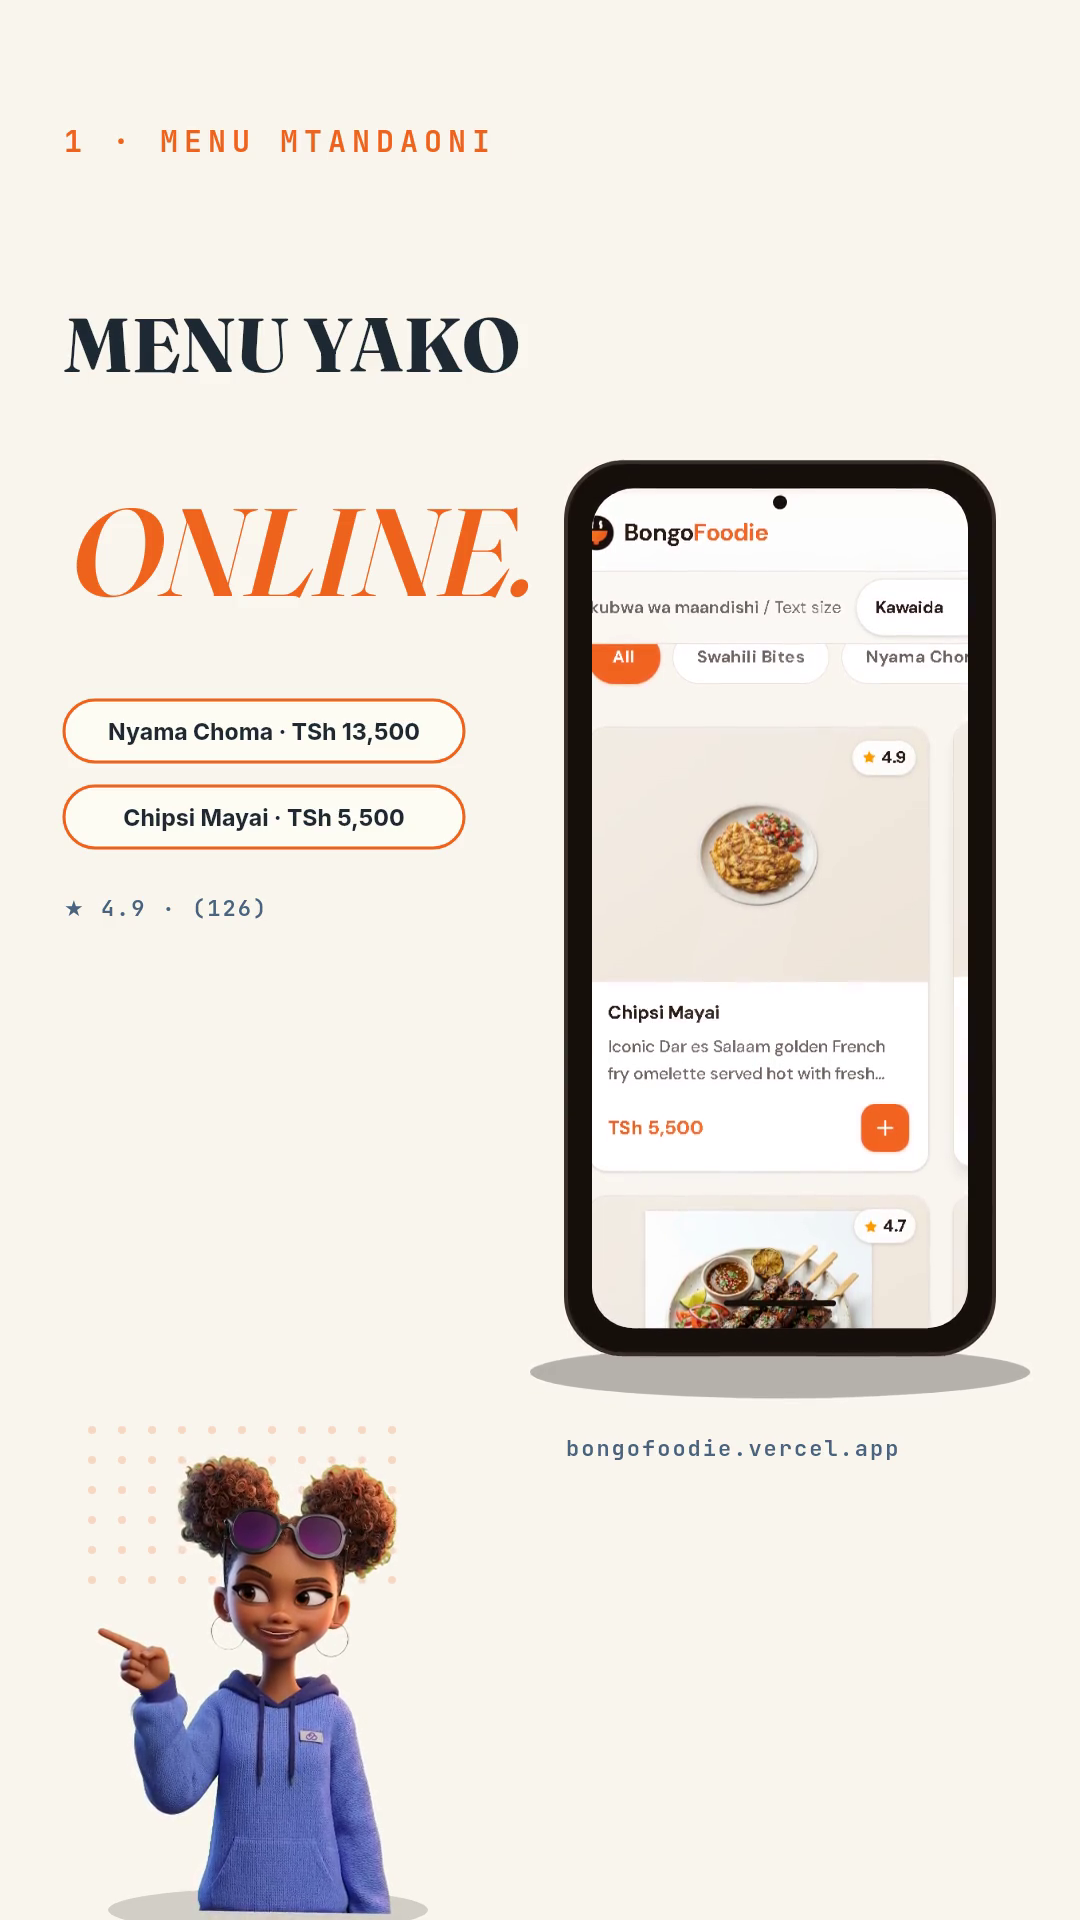 1 · MENU MTANDAONI
MENU YAKO
ONLINE.
Nyama Choma · TSh 13,500
Chipsi Mayai · TSh 5,500
★ 4.9 · (126)
BongoFoodie
kubwa wa maandishi / Text size
Kawaida
All
Swahili Bites
Nyama Chor
★ 4.9
Chipsi Mayai
Iconic Dar es Salaam golden French
fry omelette served hot with fresh...
TSh 5,500
+
★ 4.7
bongofoodie.vercel.app